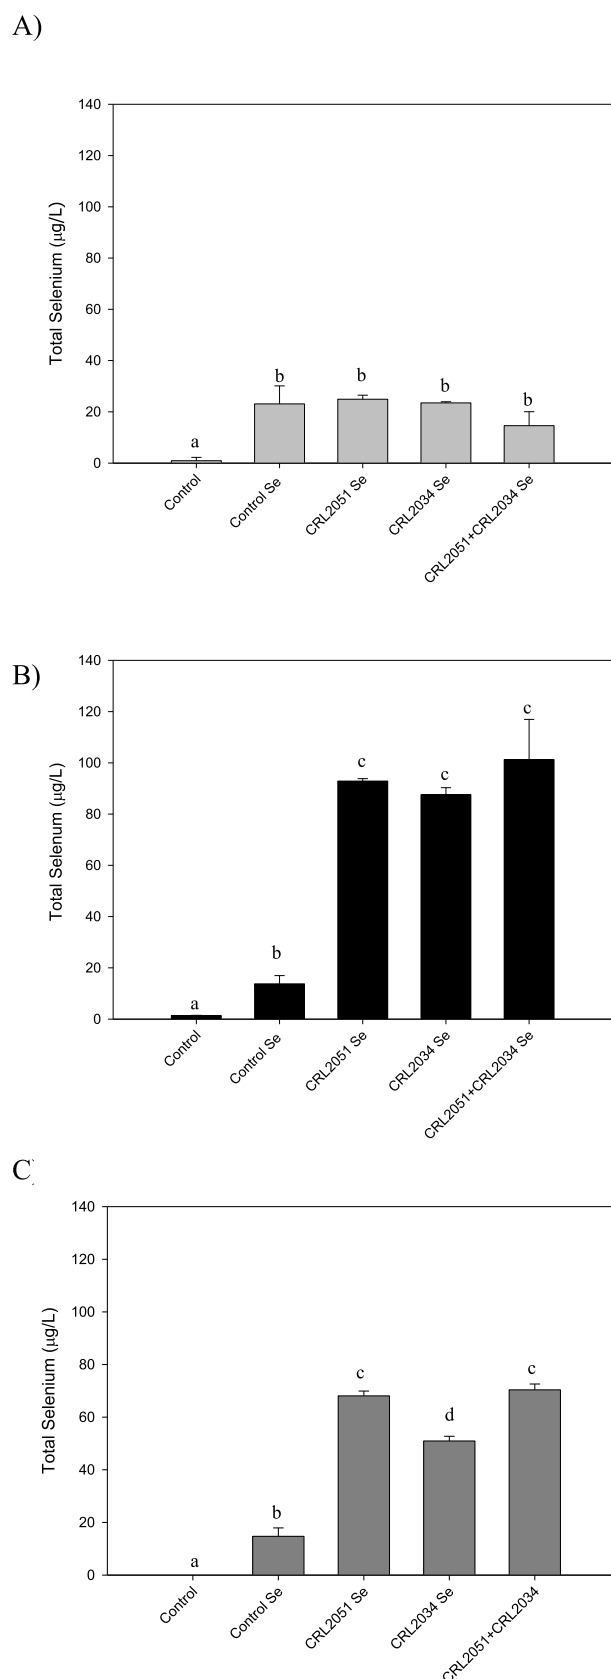 A)
140
120
100
80
60
40
20
0
Total Selenium (µg/L)
a
b
b
b
b
Control
Control Se
CRL2051 Se
CRL2034 Se
CRL2051+CRL2034 Se
B)
140
120
100
80
60
40
20
0
Total Selenum (µg/L)
a
b
c
c
c
Control
Control Se
CRL2051 Se
CRL2034 Se
CRL2051+CRL2034 Se
C)
140
120
100
80
60
40
20
0
Total Selenium (µg/L)
a
b
c
d
c
Control
Control Se
CRL2051 Se
CRL2034 Se
CRL2051+CRL2034